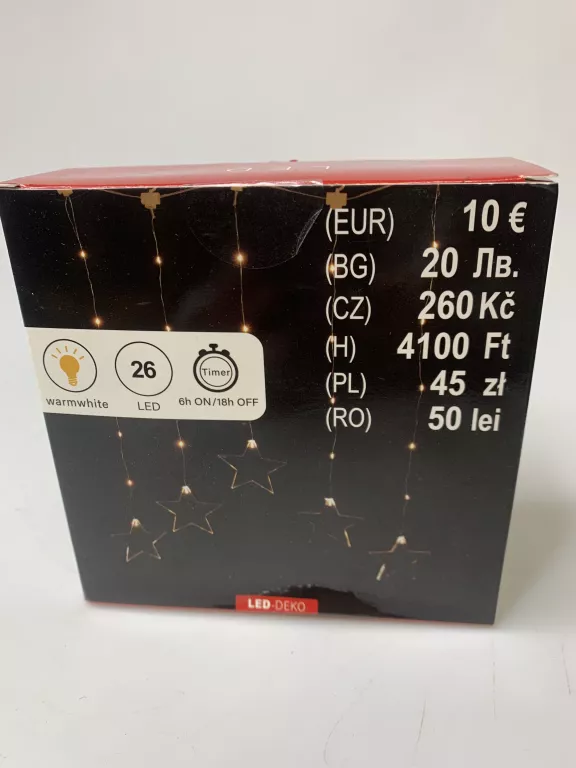 LED
(EUR) 10 €
(BG) 20 Лв.
(CZ) 260 Kč
(H) 4100 Ft
(PL) 45 zł
(RO) 50 lei
26
Timer
warmwhite LED 6h ON/18h OFF
LED-DEKO